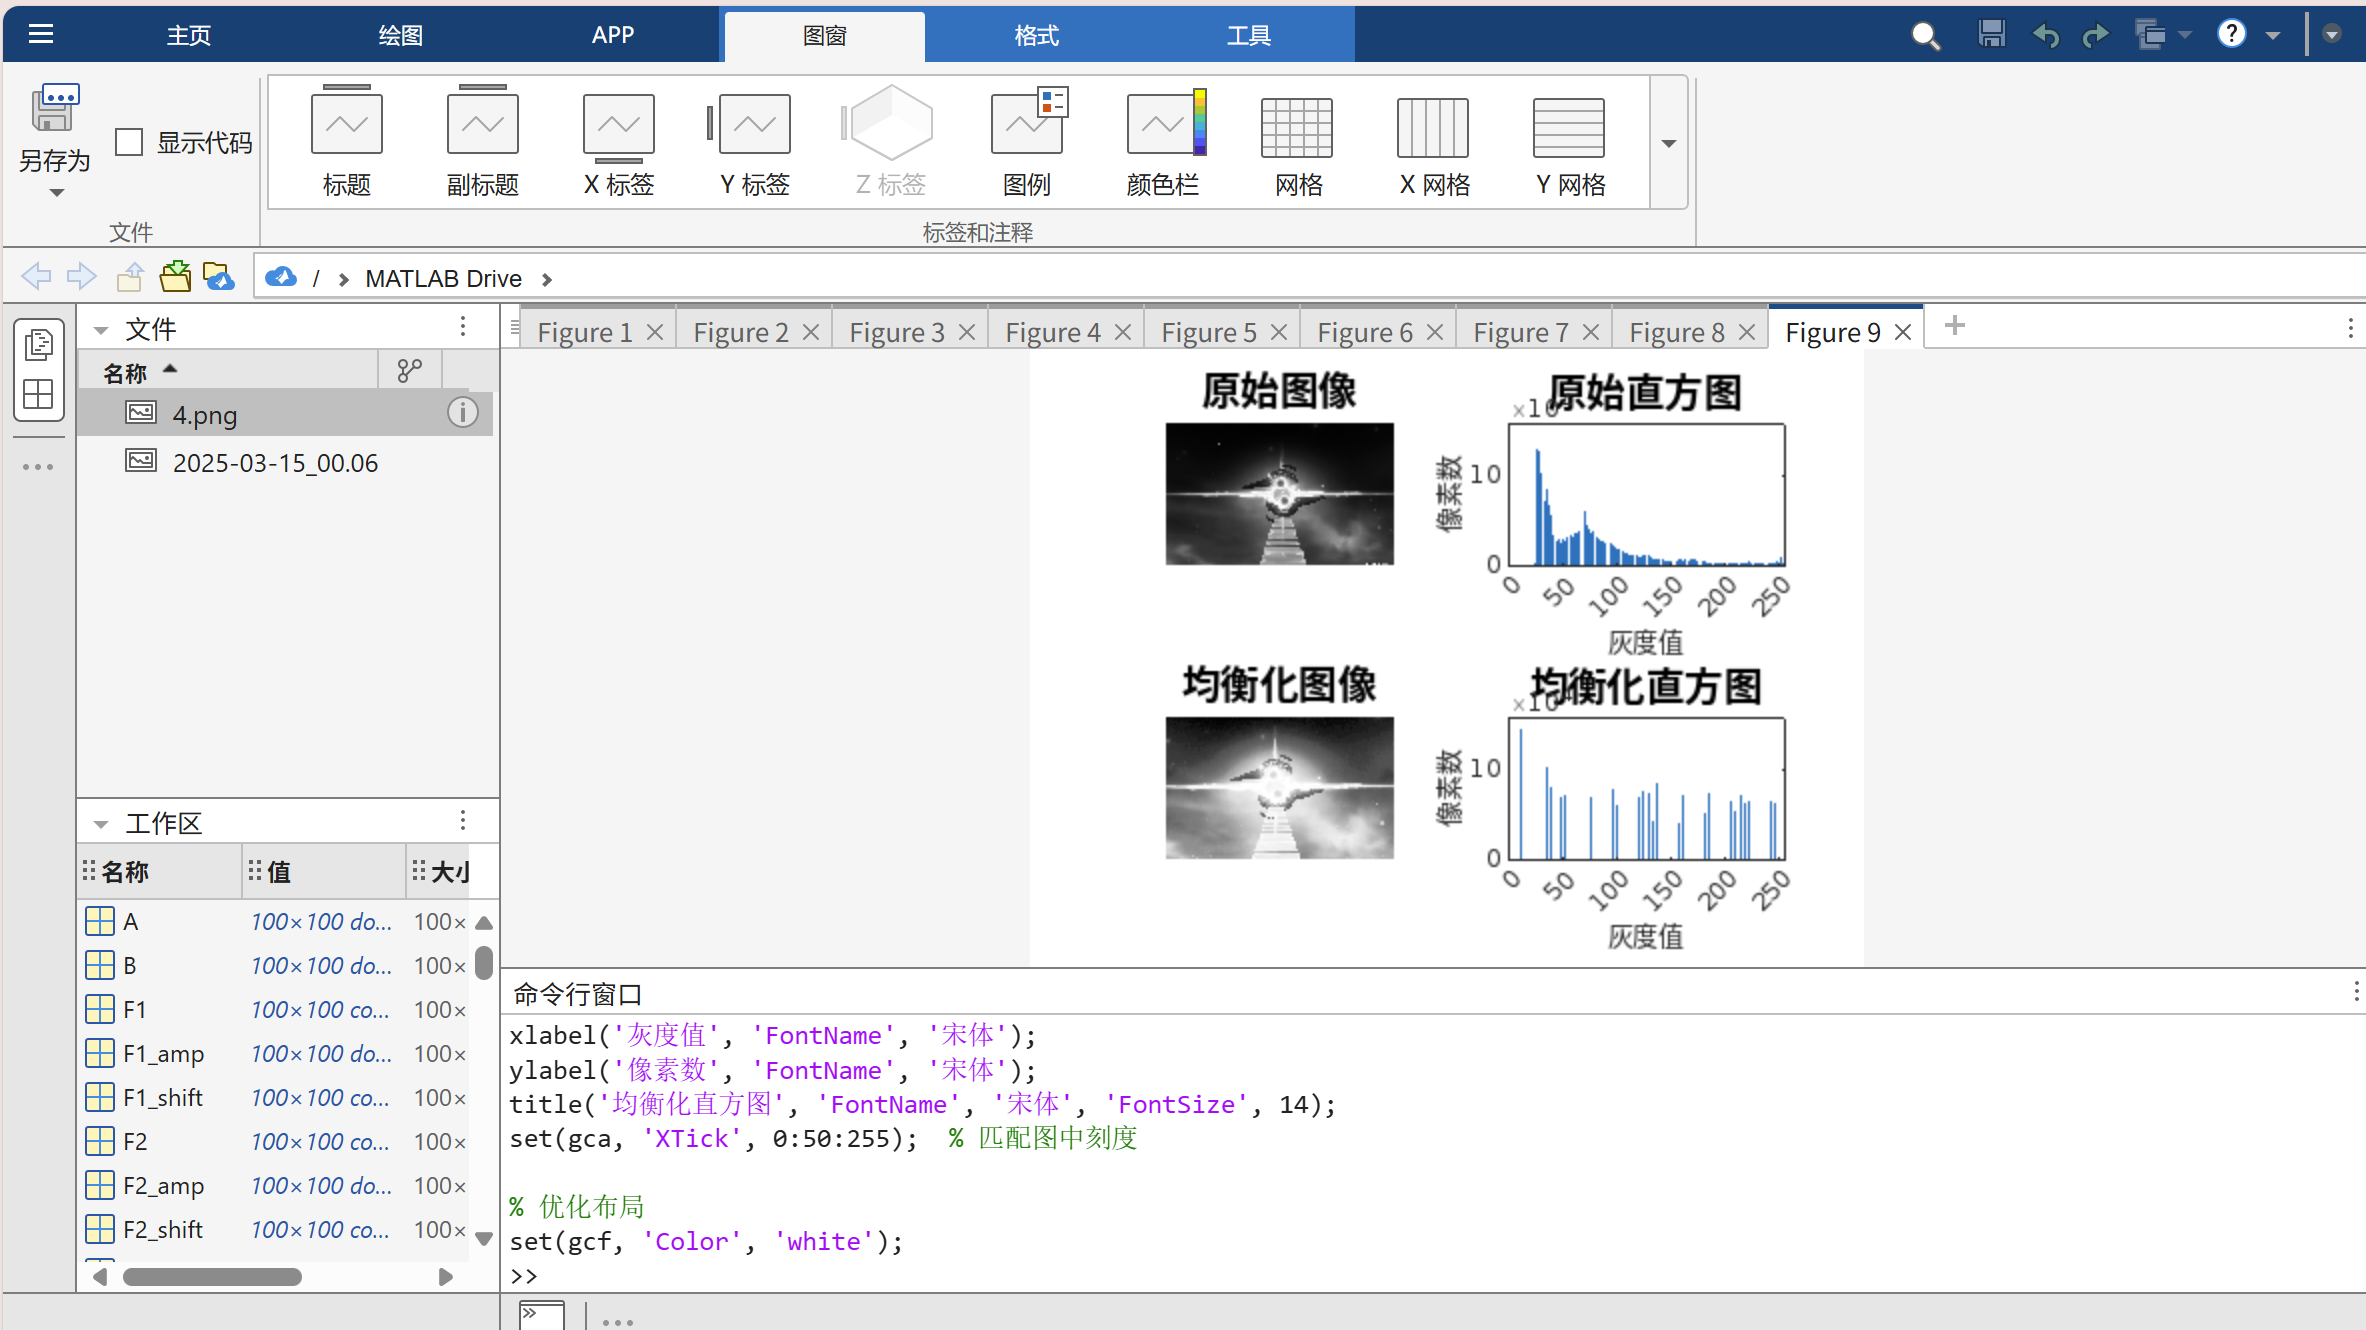 主页 绘图 APP 图窗 格式 工具
另存为
显示代码
文件
标题 副标题 X 标签 Y 标签 Z 标签 图例 颜色栏 网格 X 网格 Y 网格
标签和注释
/ › MATLAB Drive ›
文件
名称
4.png
2025-03-15_00.06
工作区
名称 值 大小
A 100×100 do... 100×
B 100×100 do... 100×
F1 100×100 co... 100×
F1_amp 100×100 do... 100×
F1_shift 100×100 co... 100×
F2 100×100 co... 100×
F2_amp 100×100 do... 100×
F2_shift 100×100 co... 100×
Figure 1 Figure 2 Figure 3 Figure 4 Figure 5 Figure 6 Figure 7 Figure 8 Figure 9
原始图像
原始直方图
×10
像素数
10
0
0 50 100 150 200 250
灰度值
均衡化图像
均衡化直方图
×10
像素数
10
0
0 50 100 150 200 250
灰度值
命令行窗口
xlabel('灰度值', 'FontName', '宋体');
ylabel('像素数', 'FontName', '宋体');
title('均衡化直方图', 'FontName', '宋体', 'FontSize', 14);
set(gca, 'XTick', 0:50:255);  % 匹配图中刻度
% 优化布局
set(gcf, 'Color', 'white');
>>